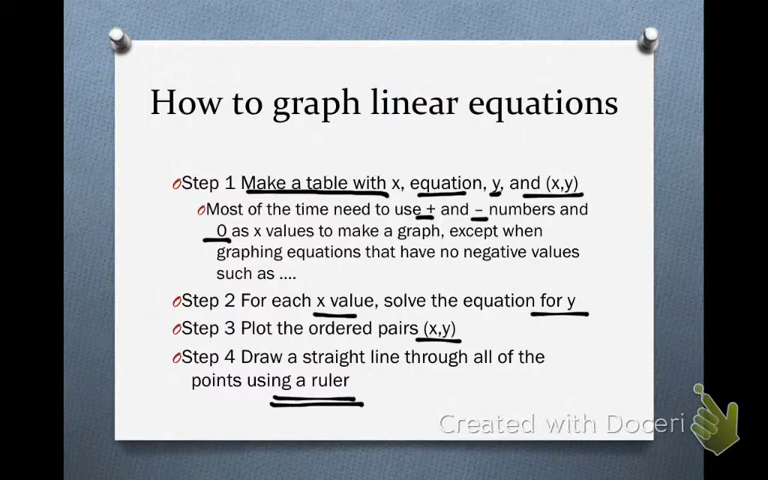 How to graph linear equations
Step 1 Make a table with x, equation, y, and (x,y)
Most of the time need to use + and – numbers and
0 as x values to make a graph, except when
graphing equations that have no negative values
such as ....
Step 2 For each x value, solve the equation for y
Step 3 Plot the ordered pairs (x,y)
Step 4 Draw a straight line through all of the
points using a ruler
Created with Doceri